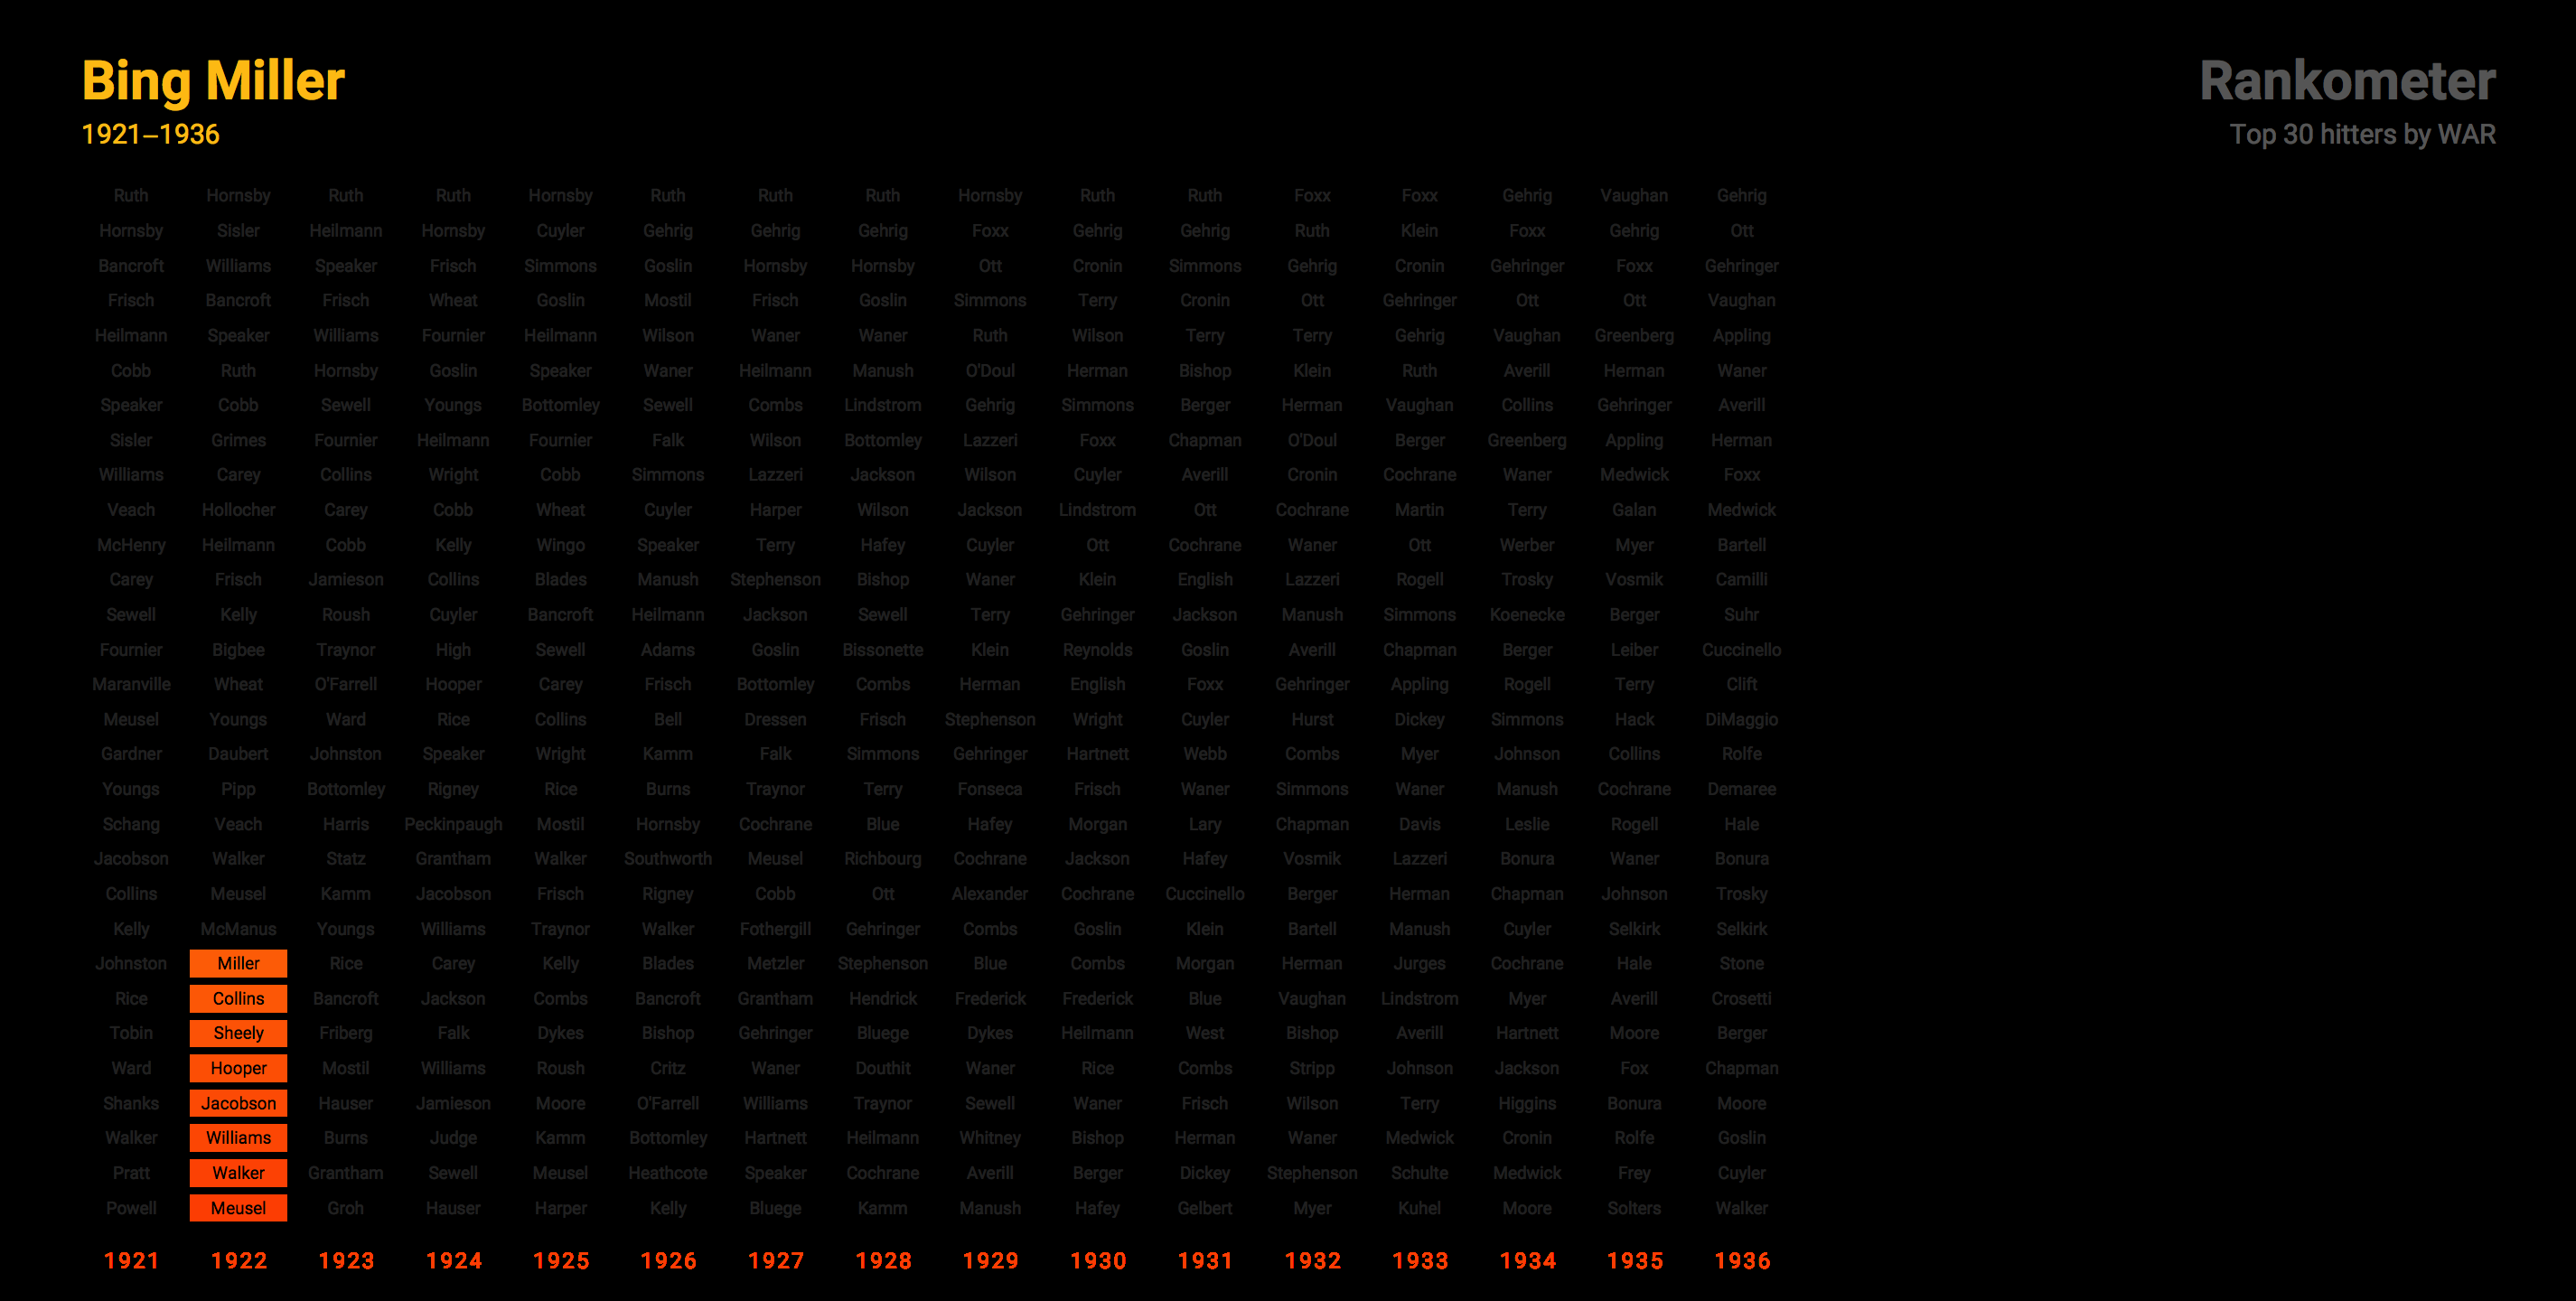 Bing Miller
1921–1936
Rankometer
Top 30 hitters by WAR
Ruth Hornsby Ruth Ruth Hornsby Ruth Ruth Ruth Hornsby Ruth Ruth Foxx Foxx Gehrig Vaughan Gehrig
Hornsby Sisler Heilmann Hornsby Cuyler Gehrig Gehrig Gehrig Foxx Gehrig Gehrig Ruth Klein Foxx Gehrig Ott
Bancroft Williams Speaker Frisch Simmons Goslin Hornsby Hornsby Ott Cronin Simmons Gehrig Cronin Gehringer Foxx Gehringer
Frisch Bancroft Frisch Wheat Goslin Mostil Frisch Goslin Simmons Terry Cronin Ott Gehringer Ott Ott Vaughan
Heilmann Speaker Williams Fournier Heilmann Wilson Waner Waner Ruth Wilson Terry Terry Gehrig Vaughan Greenberg Appling
Cobb Ruth Hornsby Goslin Speaker Waner Heilmann Manush O'Doul Herman Bishop Klein Ruth Averill Herman Waner
Speaker Cobb Sewell Youngs Bottomley Sewell Combs Lindstrom Gehrig Simmons Berger Herman Vaughan Collins Gehringer Averill
Sisler Grimes Fournier Heilmann Fournier Falk Wilson Bottomley Lazzeri Foxx Chapman O'Doul Berger Greenberg Appling Herman
Williams Carey Collins Wright Cobb Simmons Lazzeri Jackson Wilson Cuyler Averill Cronin Cochrane Waner Medwick Foxx
Veach Hollocher Carey Cobb Wheat Cuyler Harper Wilson Jackson Lindstrom Ott Cochrane Martin Terry Galan Medwick
McHenry Heilmann Cobb Kelly Wingo Speaker Terry Hafey Cuyler Ott Cochrane Waner Ott Werber Myer Bartell
Carey Frisch Jamieson Collins Blades Manush Stephenson Bishop Waner Klein English Lazzeri Rogell Trosky Vosmik Camilli
Sewell Kelly Roush Cuyler Bancroft Heilmann Jackson Sewell Terry Gehringer Jackson Manush Simmons Koenecke Berger Suhr
Fournier Bigbee Traynor High Sewell Adams Goslin Bissonette Klein Reynolds Goslin Averill Chapman Berger Leiber Cuccinello
Maranville Wheat O'Farrell Hooper Carey Frisch Bottomley Combs Herman English Foxx Gehringer Appling Rogell Terry Clift
Meusel Youngs Ward Rice Collins Bell Dressen Frisch Stephenson Wright Cuyler Hurst Dickey Simmons Hack DiMaggio
Gardner Daubert Johnston Speaker Wright Kamm Falk Simmons Gehringer Hartnett Webb Combs Myer Johnson Collins Rolfe
Youngs Pipp Bottomley Rigney Rice Burns Traynor Terry Fonseca Frisch Waner Simmons Waner Manush Cochrane Demaree
Schang Veach Harris Peckinpaugh Mostil Hornsby Cochrane Blue Hafey Morgan Lary Chapman Davis Leslie Rogell Hale
Jacobson Walker Statz Grantham Walker Southworth Meusel Richbourg Cochrane Jackson Hafey Vosmik Lazzeri Bonura Waner Bonura
Collins Meusel Kamm Jacobson Frisch Rigney Cobb Ott Alexander Cochrane Cuccinello Berger Herman Chapman Johnson Trosky
Kelly McManus Youngs Williams Traynor Walker Fothergill Gehringer Combs Goslin Klein Bartell Manush Cuyler Selkirk Selkirk
Johnston Miller Rice Carey Kelly Blades Metzler Stephenson Blue Combs Morgan Herman Jurges Cochrane Hale Stone
Rice Collins Bancroft Jackson Combs Bancroft Grantham Hendrick Frederick Frederick Blue Vaughan Lindstrom Myer Averill Crosetti
Tobin Sheely Friberg Falk Dykes Bishop Gehringer Bluege Dykes Heilmann West Bishop Averill Hartnett Moore Berger
Ward Hooper Mostil Williams Roush Critz Waner Douthit Waner Rice Combs Stripp Johnson Jackson Fox Chapman
Shanks Jacobson Hauser Jamieson Moore O'Farrell Williams Traynor Sewell Waner Frisch Wilson Terry Higgins Bonura Moore
Walker Williams Burns Judge Kamm Bottomley Hartnett Heilmann Whitney Bishop Herman Waner Medwick Cronin Rolfe Goslin
Pratt Walker Grantham Sewell Meusel Heathcote Speaker Cochrane Averill Berger Dickey Stephenson Schulte Medwick Frey Cuyler
Powell Meusel Groh Hauser Harper Kelly Bluege Kamm Manush Hafey Gelbert Myer Kuhel Moore Solters Walker
1921 1922 1923 1924 1925 1926 1927 1928 1929 1930 1931 1932 1933 1934 1935 1936